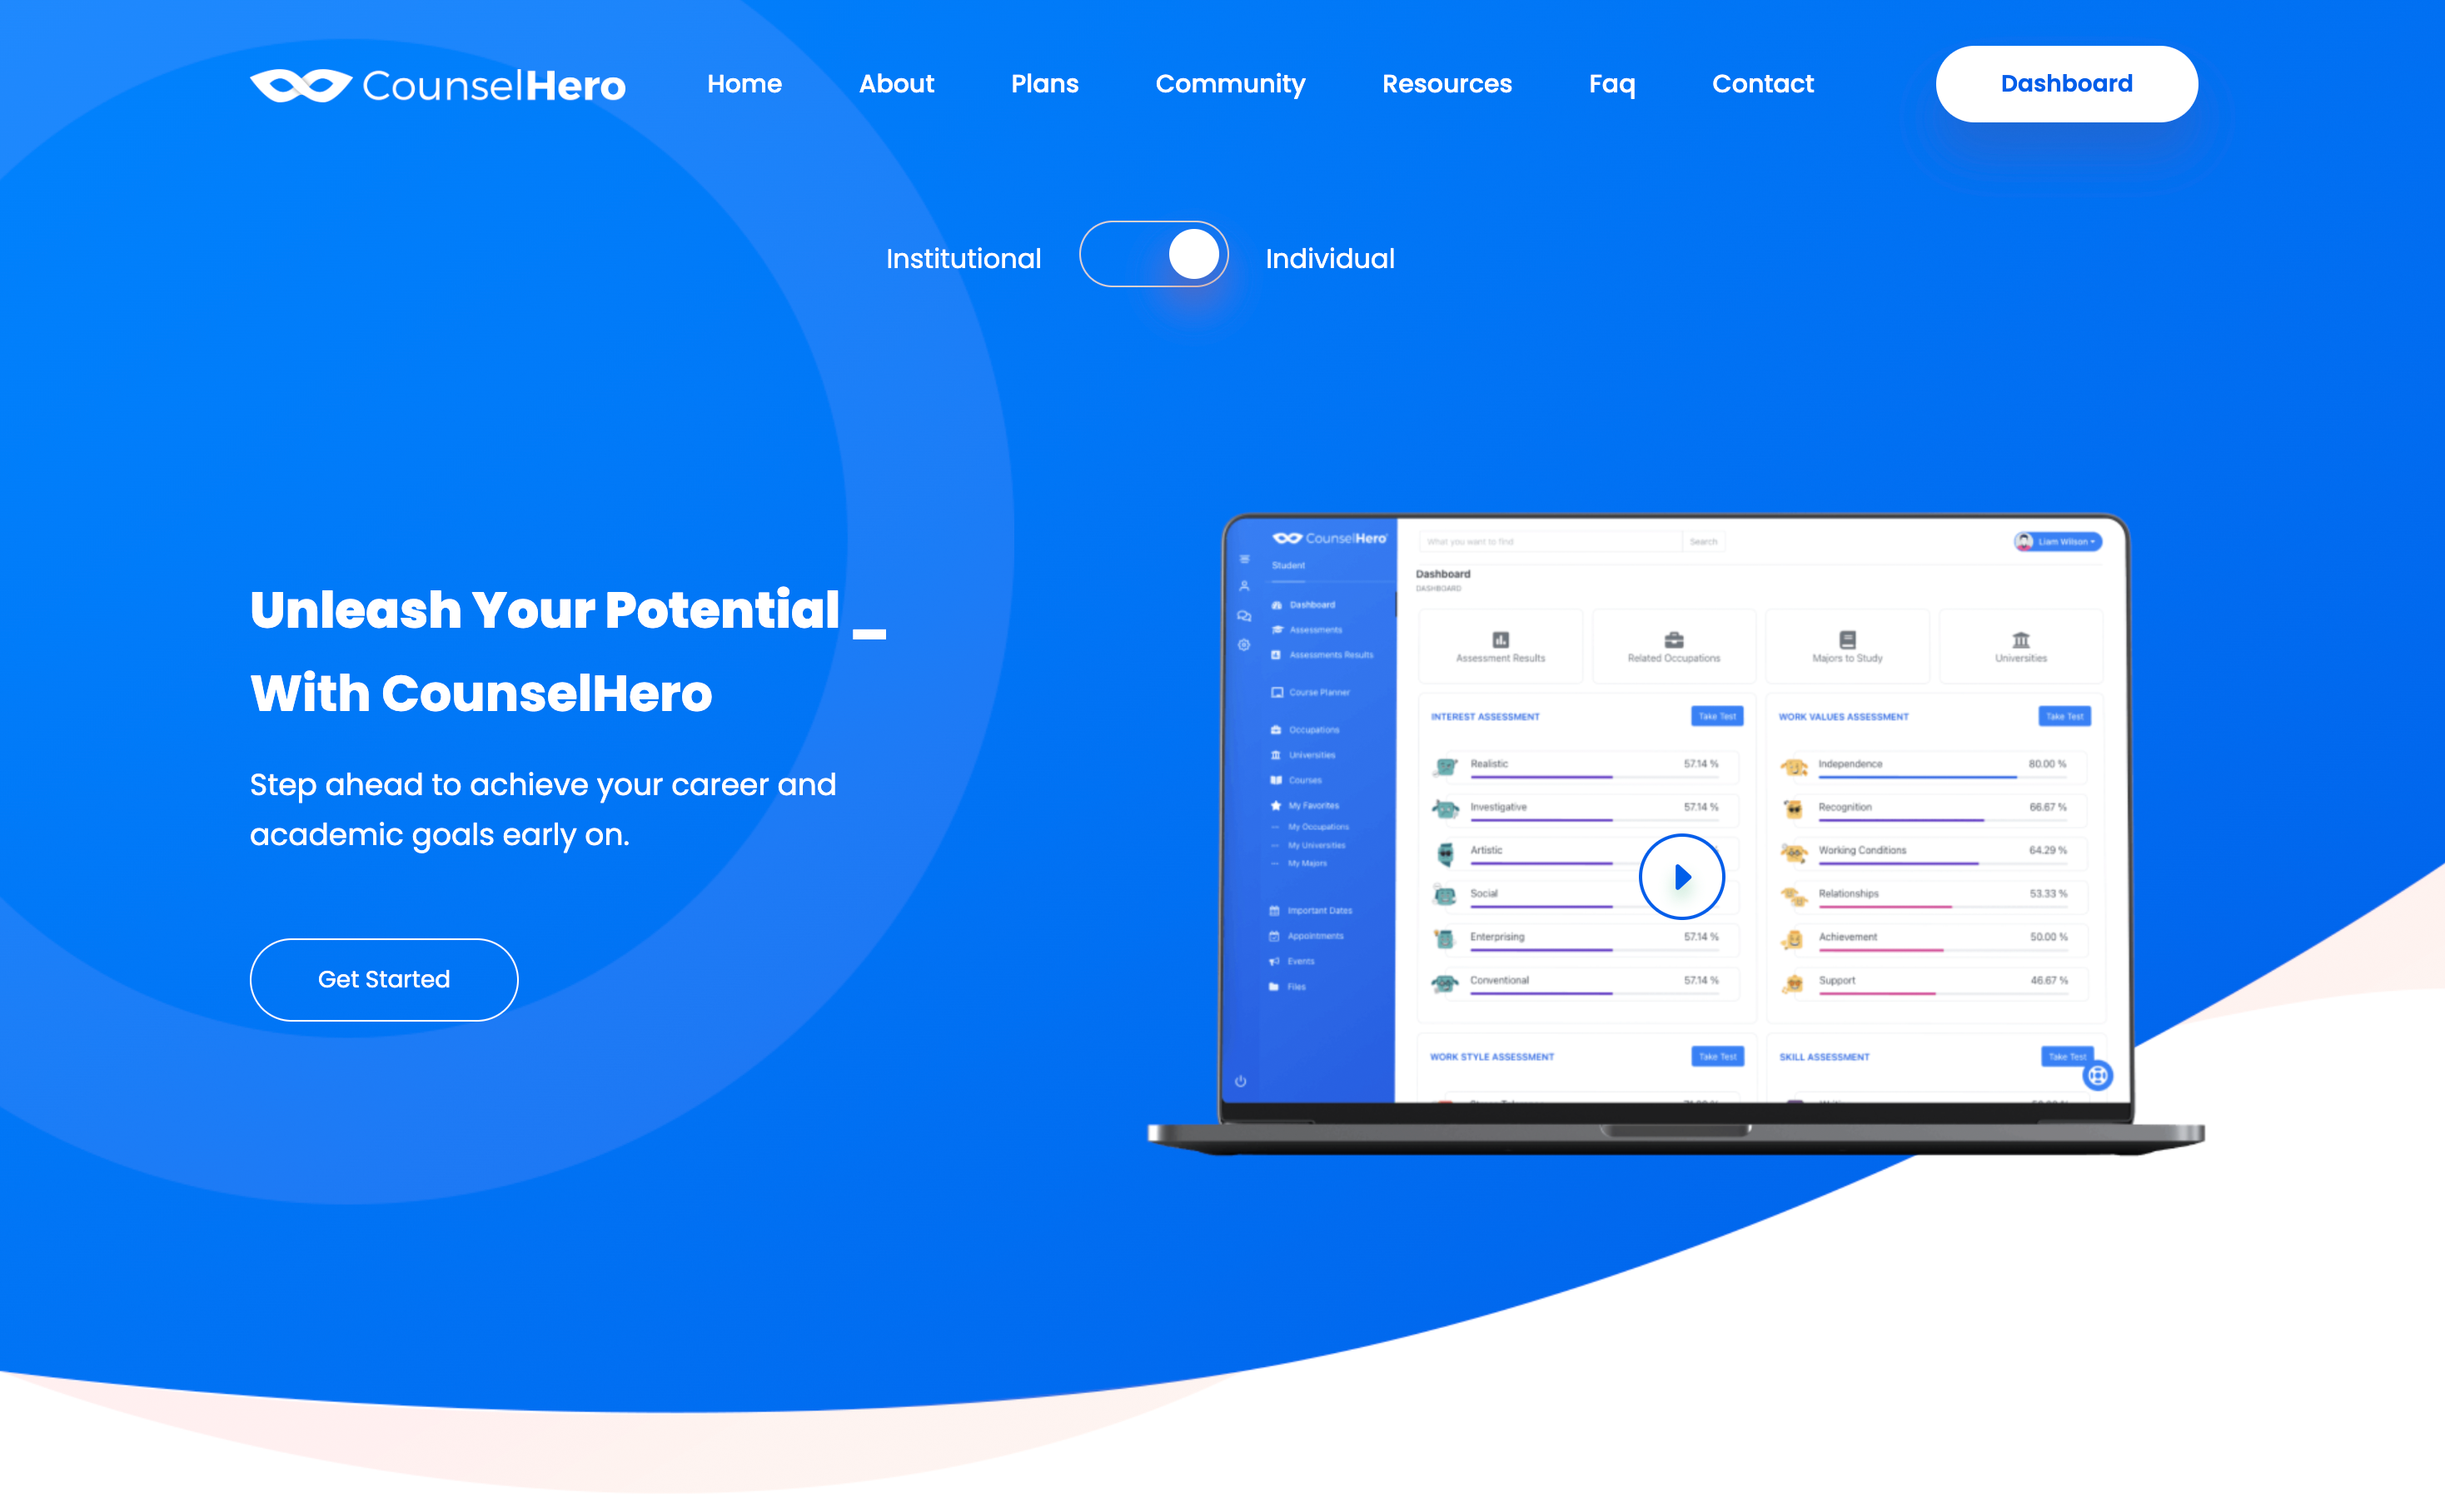 CounselHero
Home
About
Plans
Community
Resources
Faq
Contact
Dashboard
Institutional
Individual
Unleash Your Potential _
With CounselHero
Step ahead to achieve your career and
academic goals early on.
Get Started
CounselHero
Student
Dashboard
Assessments
Assessments Results
Course Planner
Occupations
Universities
Courses
My Favorites
My Occupations
My Universities
My Majors
Important Dates
Appointments
Events
Files
What you want to find
Search
Liam Wilson
Dashboard
DASHBOARD
Assessment Results
Related Occupations
Majors to Study
Universities
INTEREST ASSESSMENT
Take Test
Realistic 57.14 %
Investigative 57.14 %
Artistic
Social
Enterprising 57.14 %
Conventional 57.14 %
WORK VALUES ASSESSMENT
Take Test
Independence 80.00 %
Recognition 66.67 %
Working Conditions 64.29 %
Relationships 53.33 %
Achievement 50.00 %
Support 46.67 %
WORK STYLE ASSESSMENT
Take Test
SKILL ASSESSMENT
Take Test